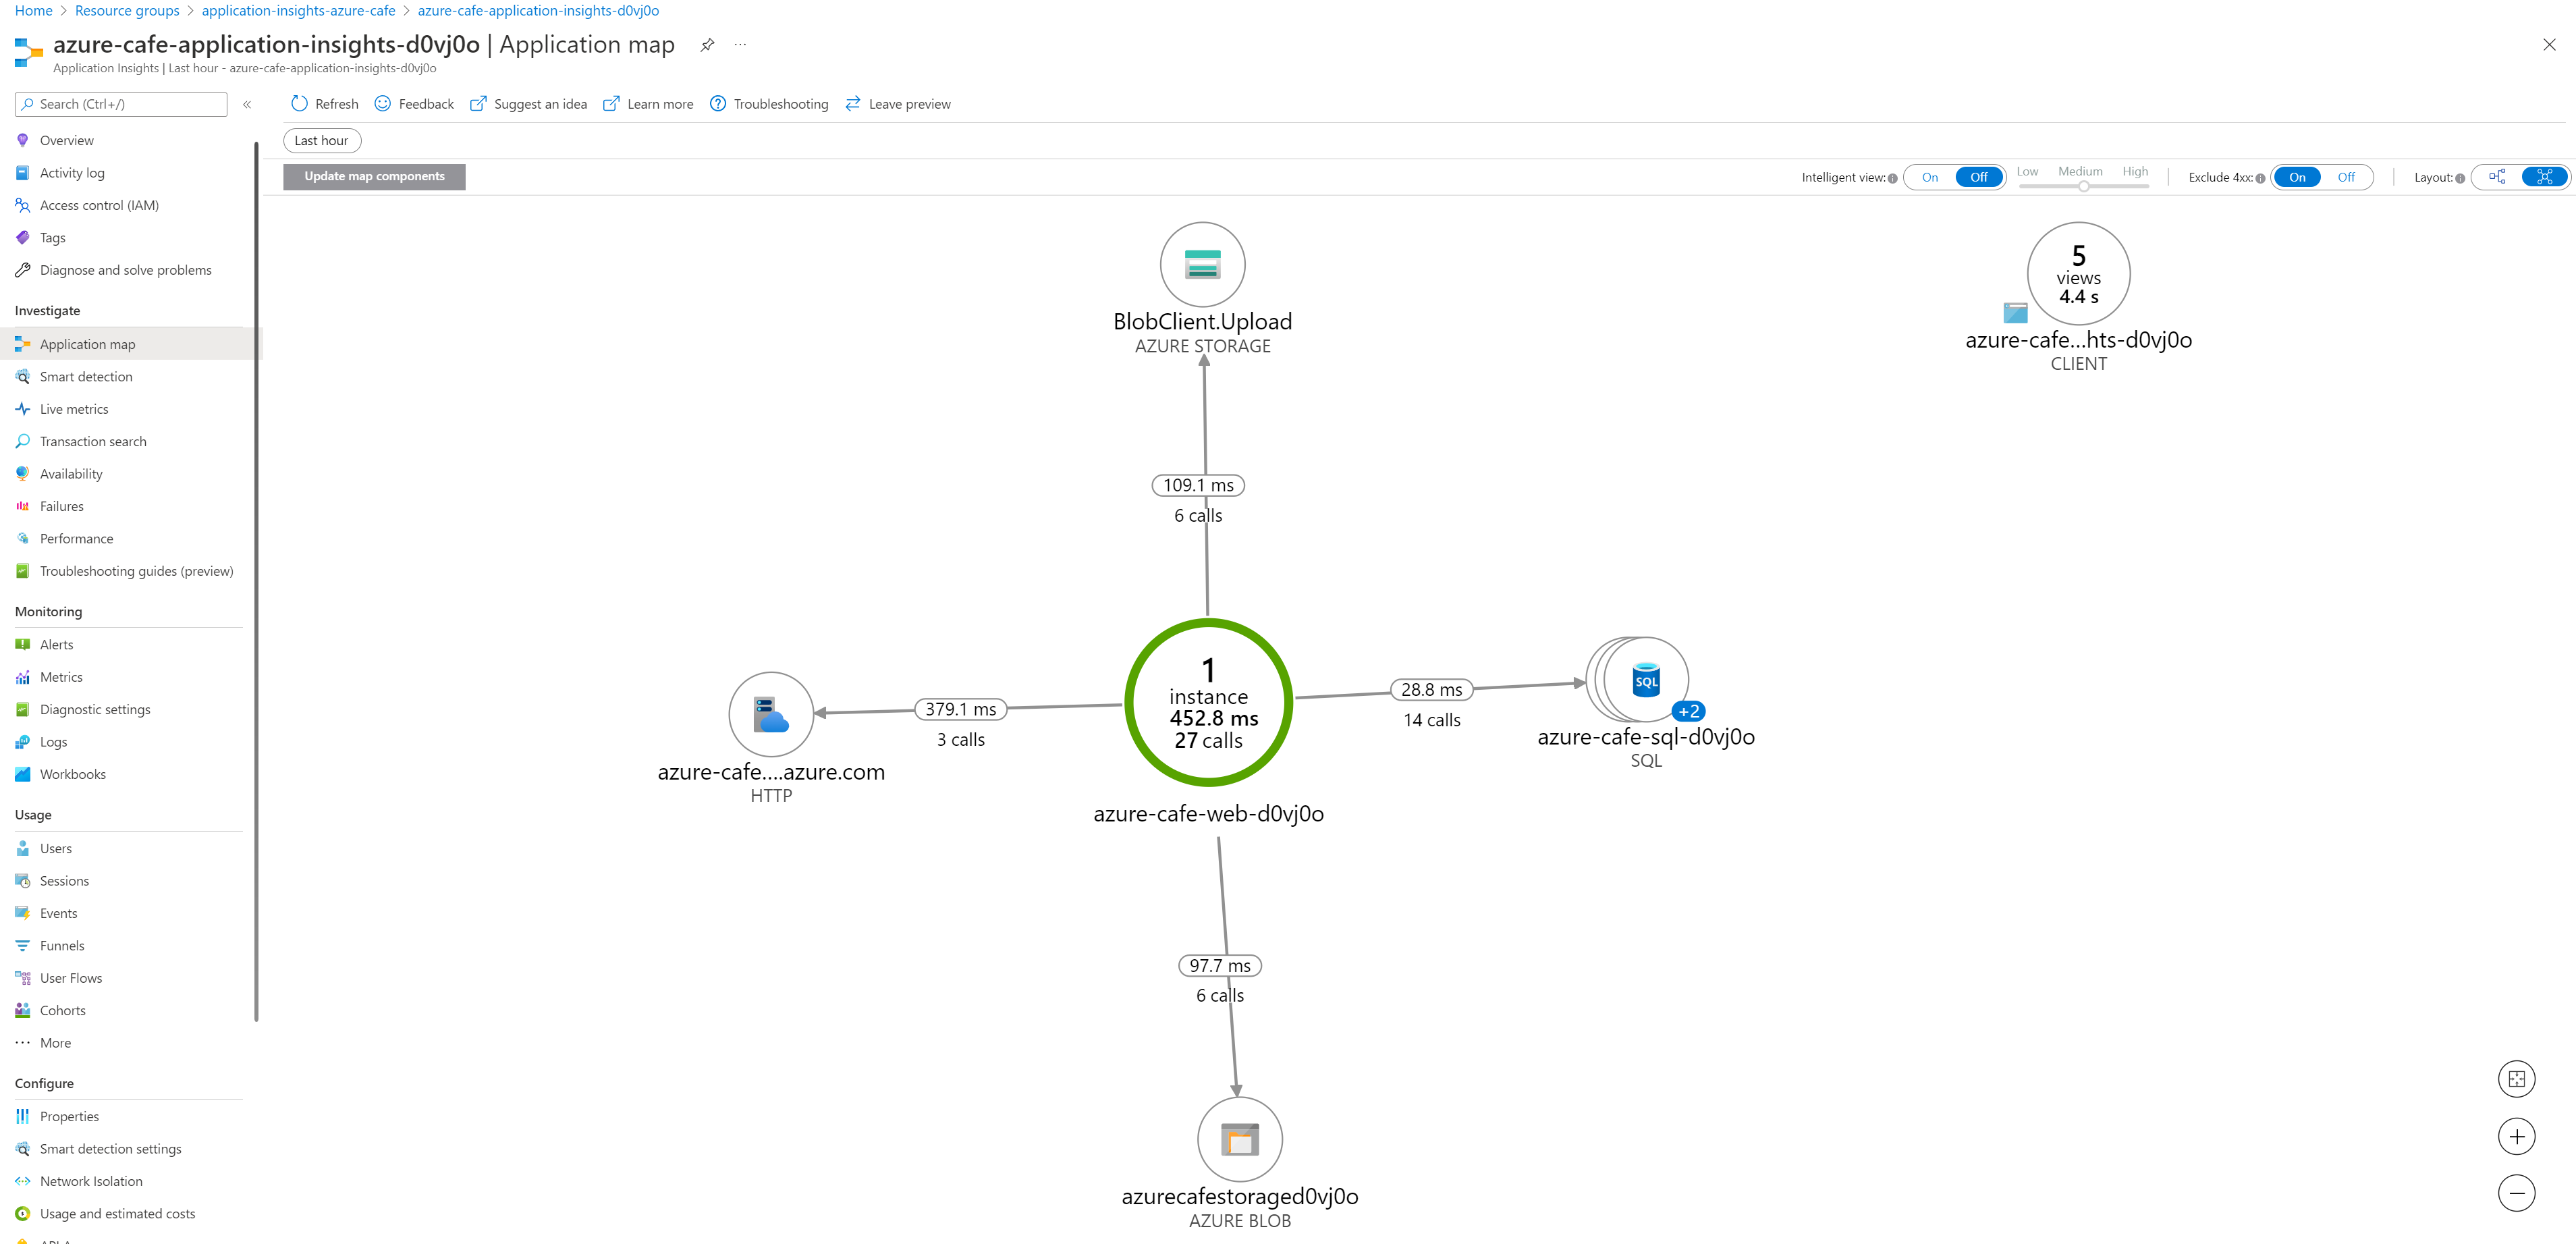 Home > Resource groups > application-insights-azure-cafe > azure-cafe-application-insights-d0vj0o
azure-cafe-application-insights-d0vj0o | Application map
Application Insights | Last hour - azure-cafe-application-insights-d0vj0o
Search (Ctrl+/)
Refresh
Feedback
Suggest an idea
Learn more
Troubleshooting
Leave preview
Last hour
Update map components
Intelligent view:
On
Off
Low
Medium
High
Exclude 4xx:
On
Off
Layout:
Overview
Activity log
Access control (IAM)
Tags
Diagnose and solve problems
Investigate
Application map
Smart detection
Live metrics
Transaction search
Availability
Failures
Performance
Troubleshooting guides (preview)
Monitoring
Alerts
Metrics
Diagnostic settings
Logs
Workbooks
Usage
Users
Sessions
Events
Funnels
User Flows
Cohorts
More
Configure
Properties
Smart detection settings
Network Isolation
Usage and estimated costs
BlobClient.Upload
AZURE STORAGE
5
views
4.4 s
azure-cafe...hts-d0vj0o
CLIENT
109.1 ms
6 calls
379.1 ms
3 calls
azure-cafe....azure.com
HTTP
1
instance
452.8 ms
27 calls
azure-cafe-web-d0vj0o
28.8 ms
14 calls
SQL
+2
azure-cafe-sql-d0vj0o
SQL
97.7 ms
6 calls
azurecafestoraged0vj0o
AZURE BLOB